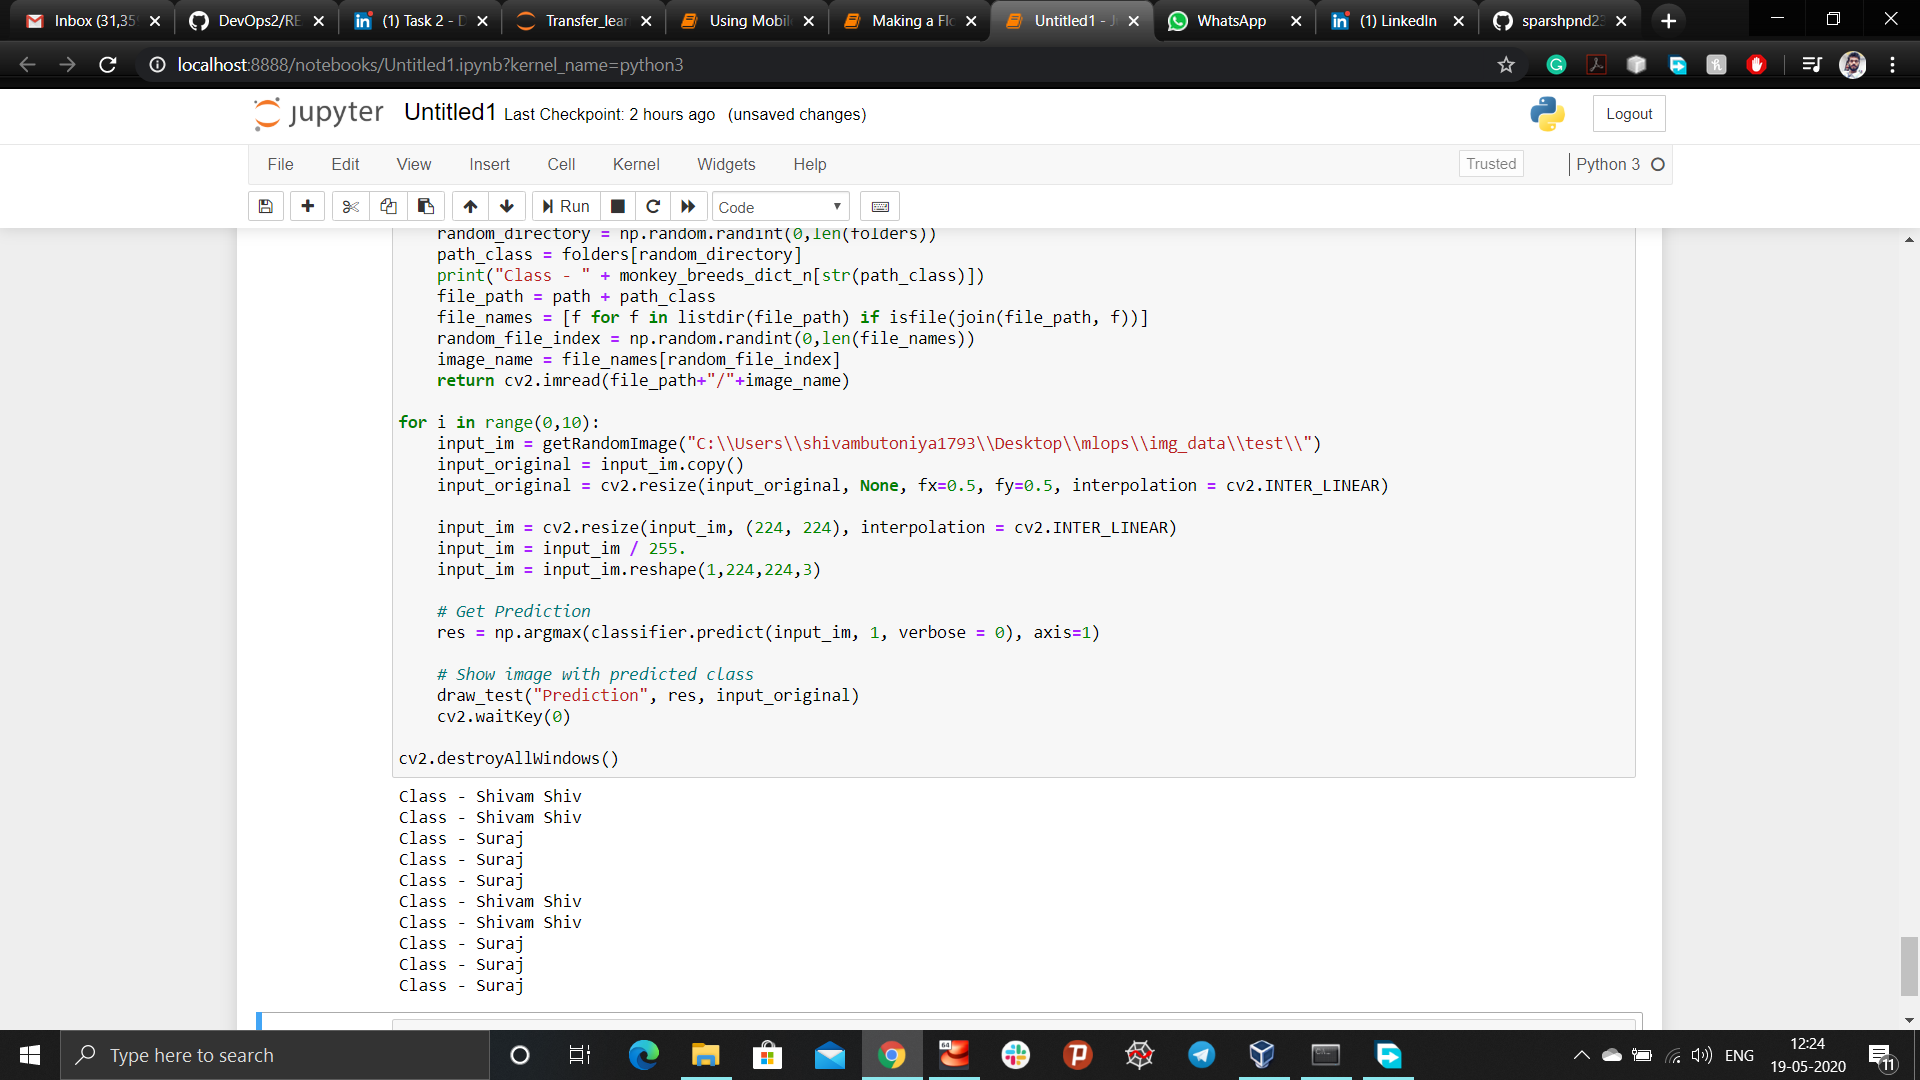 Inbox (31,35
DevOps2/RE
(1) Task 2 - D
Transfer_lear
Using Mobile
Making a Flo
Untitled1 - J
WhatsApp
(1) LinkedIn
sparshpnd23
localhost:8888/notebooks/Untitled1.ipynb?kernel_name=python3
jupyter Untitled1 Last Checkpoint: 2 hours ago (unsaved changes)
Logout
File Edit View Insert Cell Kernel Widgets Help
Trusted
Python 3
Run
Code
random_directory = np.random.randint(0,len(folders))
path_class = folders[random_directory]
print("Class - " + monkey_breeds_dict_n[str(path_class)])
file_path = path + path_class
file_names = [f for f in listdir(file_path) if isfile(join(file_path, f))]
random_file_index = np.random.randint(0,len(file_names))
image_name = file_names[random_file_index]
return cv2.imread(file_path+"/"+image_name)
for i in range(0,10):
input_im = getRandomImage("C:\\Users\\shivambutoniya1793\\Desktop\\mlops\\img_data\\test\\")
input_original = input_im.copy()
input_original = cv2.resize(input_original, None, fx=0.5, fy=0.5, interpolation = cv2.INTER_LINEAR)
input_im = cv2.resize(input_im, (224, 224), interpolation = cv2.INTER_LINEAR)
input_im = input_im / 255.
input_im = input_im.reshape(1,224,224,3)
# Get Prediction
res = np.argmax(classifier.predict(input_im, 1, verbose = 0), axis=1)
# Show image with predicted class
draw_test("Prediction", res, input_original)
cv2.waitKey(0)
cv2.destroyAllWindows()
Class - Shivam Shiv
Class - Shivam Shiv
Class - Suraj
Class - Suraj
Class - Suraj
Class - Shivam Shiv
Class - Shivam Shiv
Class - Suraj
Class - Suraj
Class - Suraj
Type here to search
64
ENG
12:24
19-05-2020
11